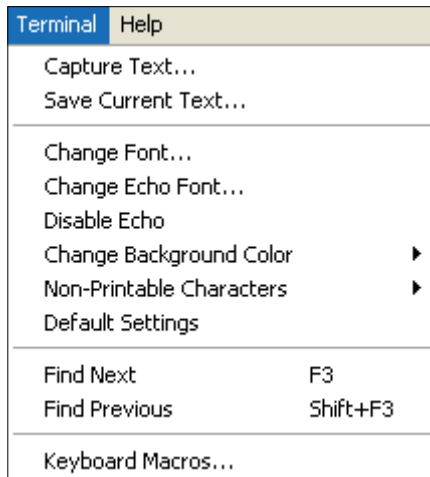 Terminal Help
Capture Text...
Save Current Text...
Change Font...
Change Echo Font...
Disable Echo
Change Background Color
Non-Printable Characters
Default Settings
Find Next F3
Find Previous Shift+F3
Keyboard Macros...